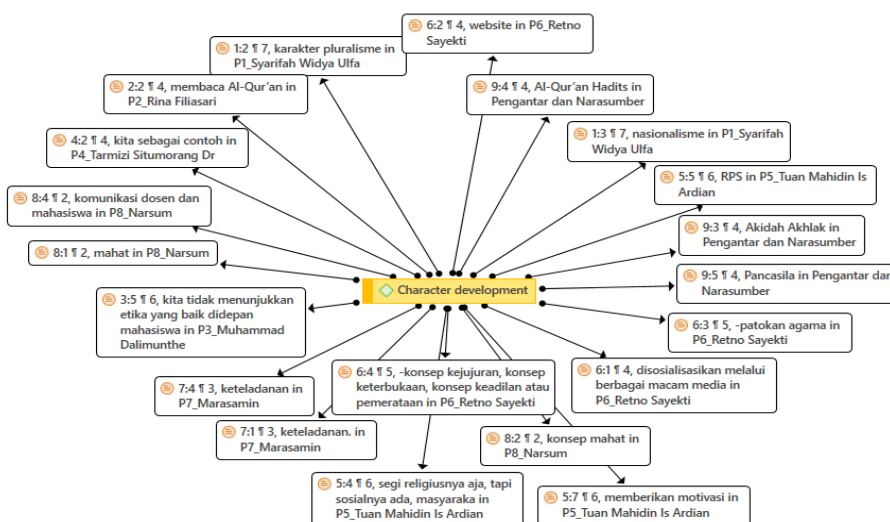 6:2 ¶ 4, website in P6_Retno
Sayekti
1:2 ¶ 7, karakter pluralisme in
P1_Syarifah Widya Ulfa
2:2 ¶ 4, membaca Al-Qur'an in
P2_Rina Filiasari
9:4 ¶ 4, Al-Qur'an Hadits in
Pengantar dan Narasumber
4:2 ¶ 4, kita sebagai contoh in
P4_Tarmizi Situmorang Dr
1:3 ¶ 7, nasionalisme in P1_Syarifah
Widya Ulfa
5:5 ¶ 6, RPS in P5_Tuan Mahidin Is
Ardian
8:4 ¶ 2, komunikasi dosen dan
mahasiswa in P8_Narsum
9:3 ¶ 4, Akidah Akhlak in
Pengantar dan Narasumber
8:1 ¶ 2, mahat in P8_Narsum
9:5 ¶ 4, Pancasila in Pengantar dan
Narasumber
Character development
3:5 ¶ 6, kita tidak menunjukkan
etika yang baik didepan
mahasiswa in P3_Muhammad
Dalimunthe
6:3 ¶ 5, -patokan agama in
P6_Retno Sayekti
7:4 ¶ 3, keteladanan in
P7_Marasamin
6:4 ¶ 5, -konsep kejujuran, konsep
keterbukaan, konsep keadilan atau
pemerataan in P6_Retno Sayekti
6:1 ¶ 4, disosialisasikan melalui
berbagai macam media in
P6_Retno Sayekti
7:1 ¶ 3, keteladanan. in
P7_Marasamin
8:2 ¶ 2, konsep mahat in
P8_Narsum
5:4 ¶ 6, segi religiusnya aja, tapi
sosialnya ada, masyaraka in
P5_Tuan Mahidin Is Ardian
5:7 ¶ 6, memberikan motivasi in
P5_Tuan Mahidin Is Ardian